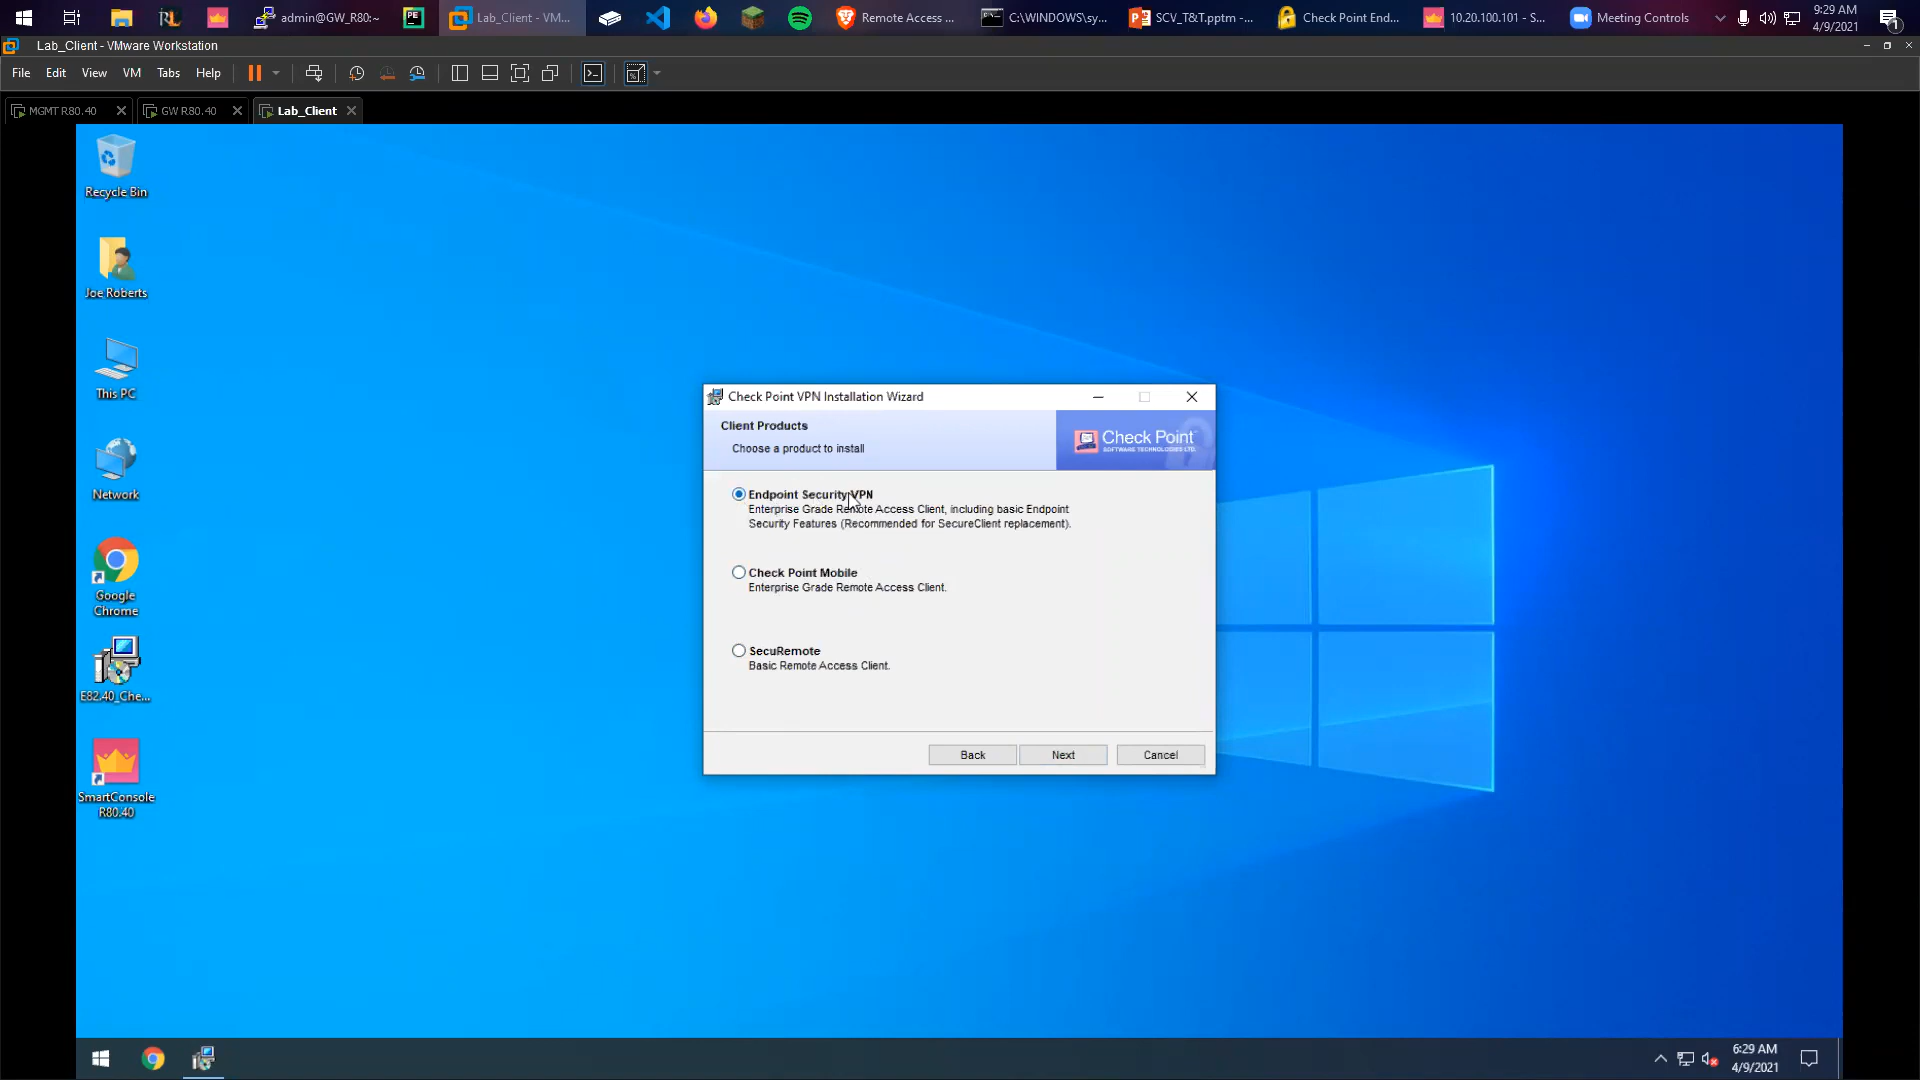 admin@GW_R80:~
Lab_Client - VM...
Remote Access ...
C:\WINDOWS\sy...
SCV_T&T.pptm -...
Check Point End...
10.20.100.101 - S...
Meeting Controls
9:29 AM
4/9/2021
1
Lab_Client - VMware Workstation
File Edit View VM Tabs Help
MGMT R80.40
GW R80.40
Lab_Client
Recycle Bin
Joe Roberts
This PC
Network
Google
Chrome
E82.40_Che...
SmartConsole
R80.40
Check Point VPN Installation Wizard
Client Products
Choose a product to install
Check Point
SOFTWARE TECHNOLOGIES LTD.
Endpoint Security VPN
Enterprise Grade Remote Access Client, including basic Endpoint
Security Features (Recommended for SecureClient replacement).
Check Point Mobile
Enterprise Grade Remote Access Client.
SecuRemote
Basic Remote Access Client.
Back Next Cancel
6:29 AM
4/9/2021